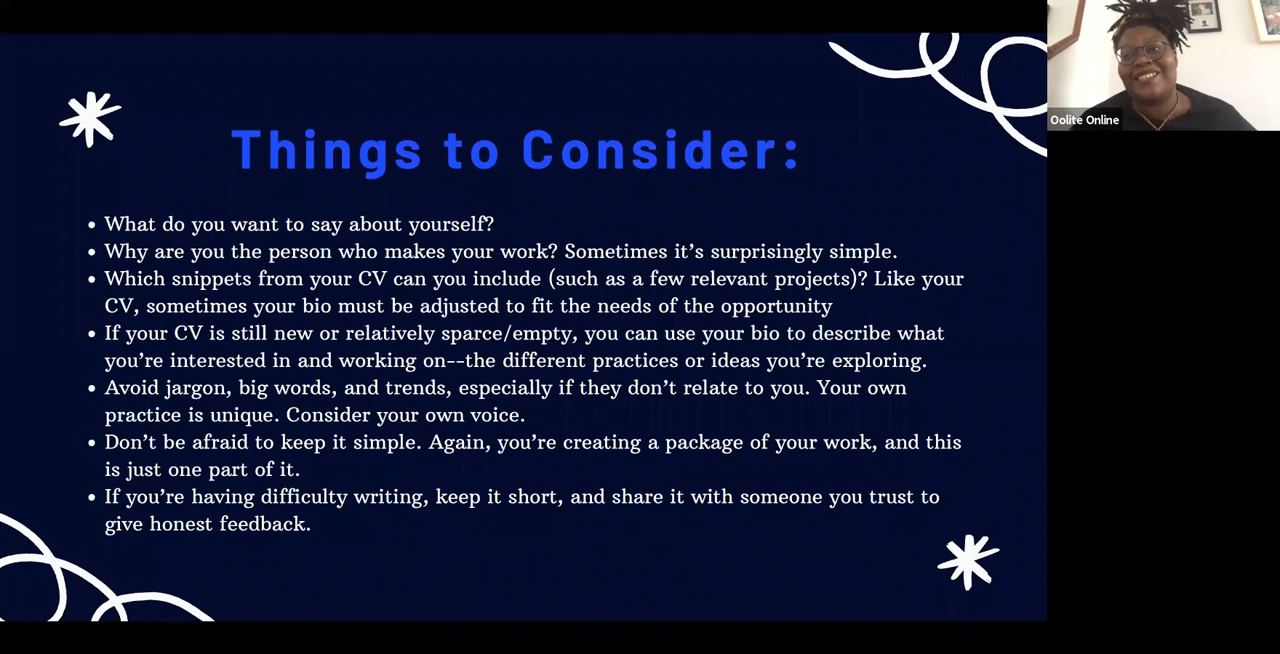 Things to Consider:
• What do you want to say about yourself?
• Why are you the person who makes your work? Sometimes it's surprisingly simple.
• Which snippets from your CV can you include (such as a few relevant projects)? Like your
CV, sometimes your bio must be adjusted to fit the needs of the opportunity
• If your CV is still new or relatively sparce/empty, you can use your bio to describe what
you're interested in and working on--the different practices or ideas you're exploring.
• Avoid jargon, big words, and trends, especially if they don't relate to you. Your own
practice is unique. Consider your own voice.
• Don't be afraid to keep it simple. Again, you're creating a package of your work, and this
is just one part of it.
• If you're having difficulty writing, keep it short, and share it with someone you trust to
give honest feedback.
Oolite Online